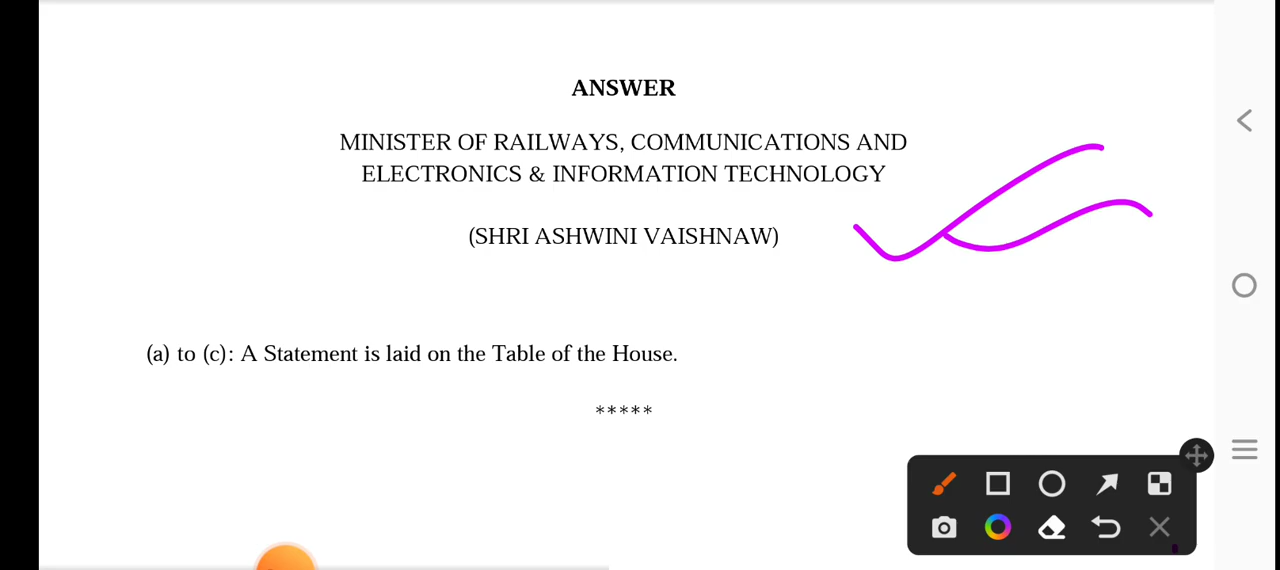 ANSWER
MINISTER OF RAILWAYS, COMMUNICATIONS AND
ELECTRONICS & INFORMATION TECHNOLOGY
(SHRI ASHWINI VAISHNAW)
(a) to (c): A Statement is laid on the Table of the House.
*****